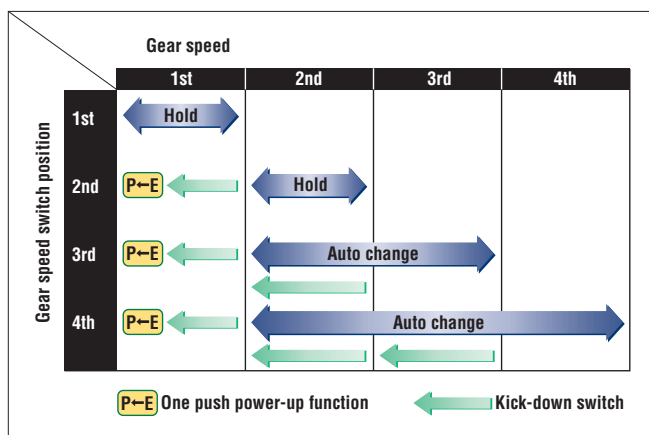 Gear speed
1st 2nd 3rd 4th
Gear speed switch position
1st Hold
2nd P←E Hold
3rd P←E Auto change
4th P←E Auto change
P←E One push power-up function Kick-down switch